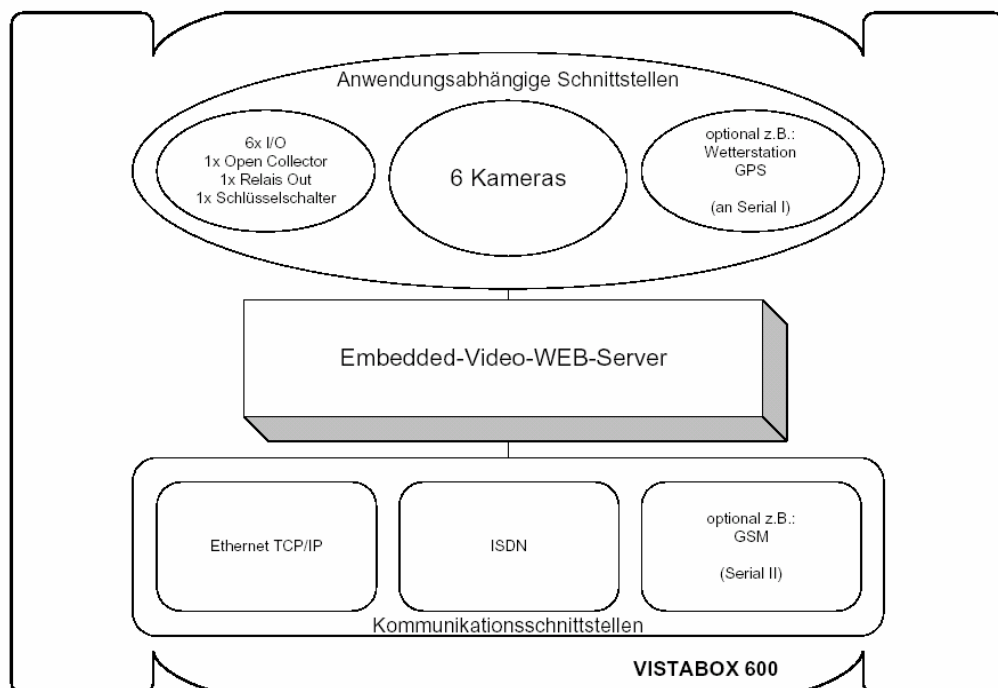 Anwendungsabhängige Schnittstellen
6x I/O
1x Open Collector
1x Relais Out
1x Schlüsselschalter
6 Kameras
optional z.B.:
Wetterstation
GPS
(an Serial I)
Embedded-Video-WEB-Server
Ethernet TCP/IP
ISDN
optional z.B.:
GSM
(Serial II)
Kommunikationsschnittstellen
VISTABOX 600